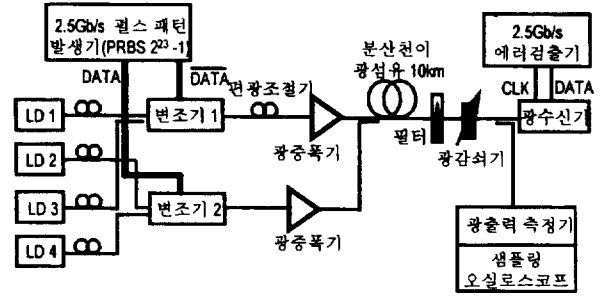 2.5Gb/s 펄스 패턴
발생기(PRBS 2²³ -1)
DATA
DATA
2.5Gb/s
에러검출기
CLK
DATA
분산천이
광섬유 10km
편광조절기
LD 1
변조기 1
필터
광수신기
광중폭기
광감쇠기
LD 2
LD 3
변조기 2
광중폭기
LD 4
광출력 측정기
샘플링
오실로스코프